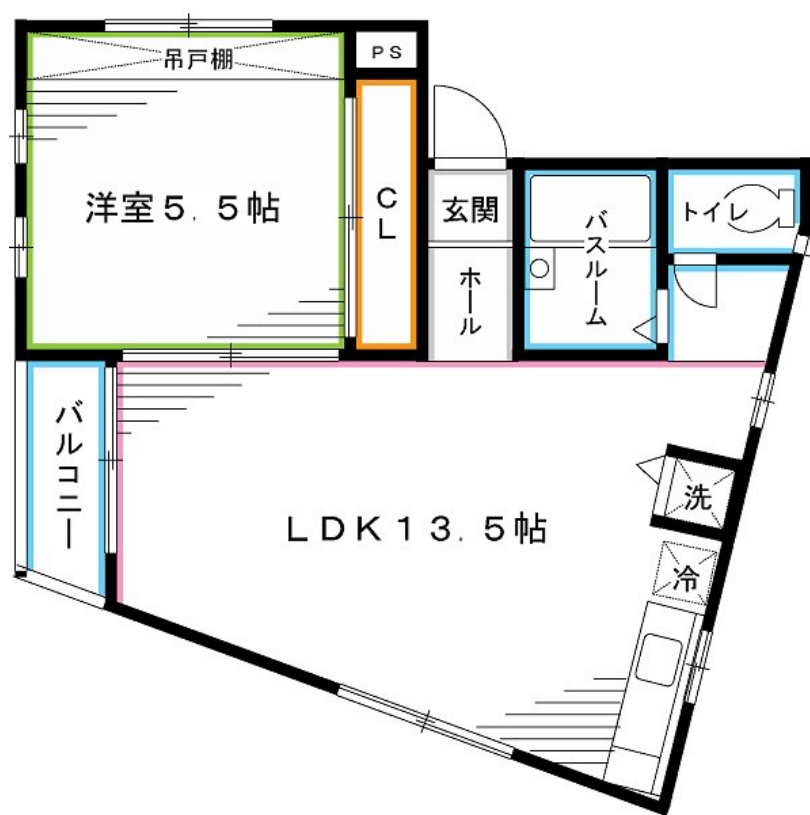 吊戸棚
PS
洋室5.5帖
CL
玄関
ホール
バスルーム
トイレ
バルコニー
LDK13.5帖
洗
冷